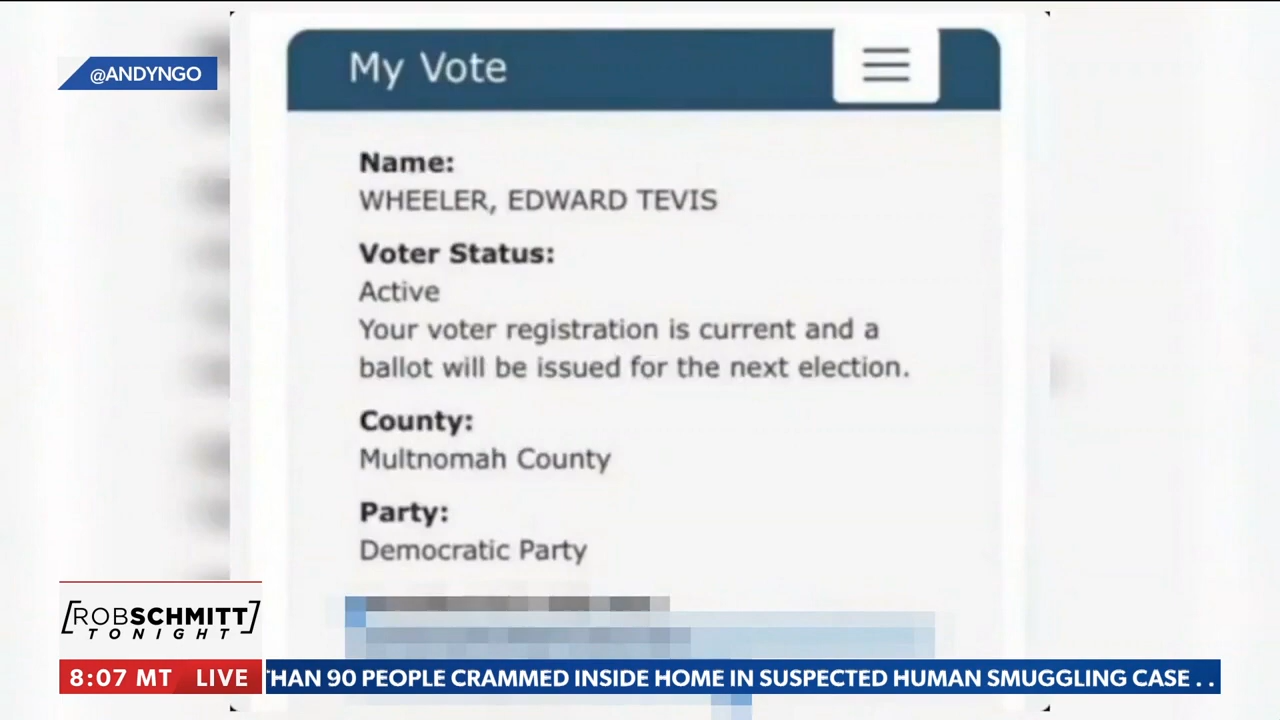 @ANDYNGO
My Vote
Name:
WHEELER, EDWARD TEVIS
Voter Status:
Active
Your voter registration is current and a
ballot will be issued for the next election.
County:
Multnomah County
Party:
Democratic Party
[ROBSCHMITT]
TONIGHT
8:07 MT LIVE
THAN 90 PEOPLE CRAMMED INSIDE HOME IN SUSPECTED HUMAN SMUGGLING CASE . .